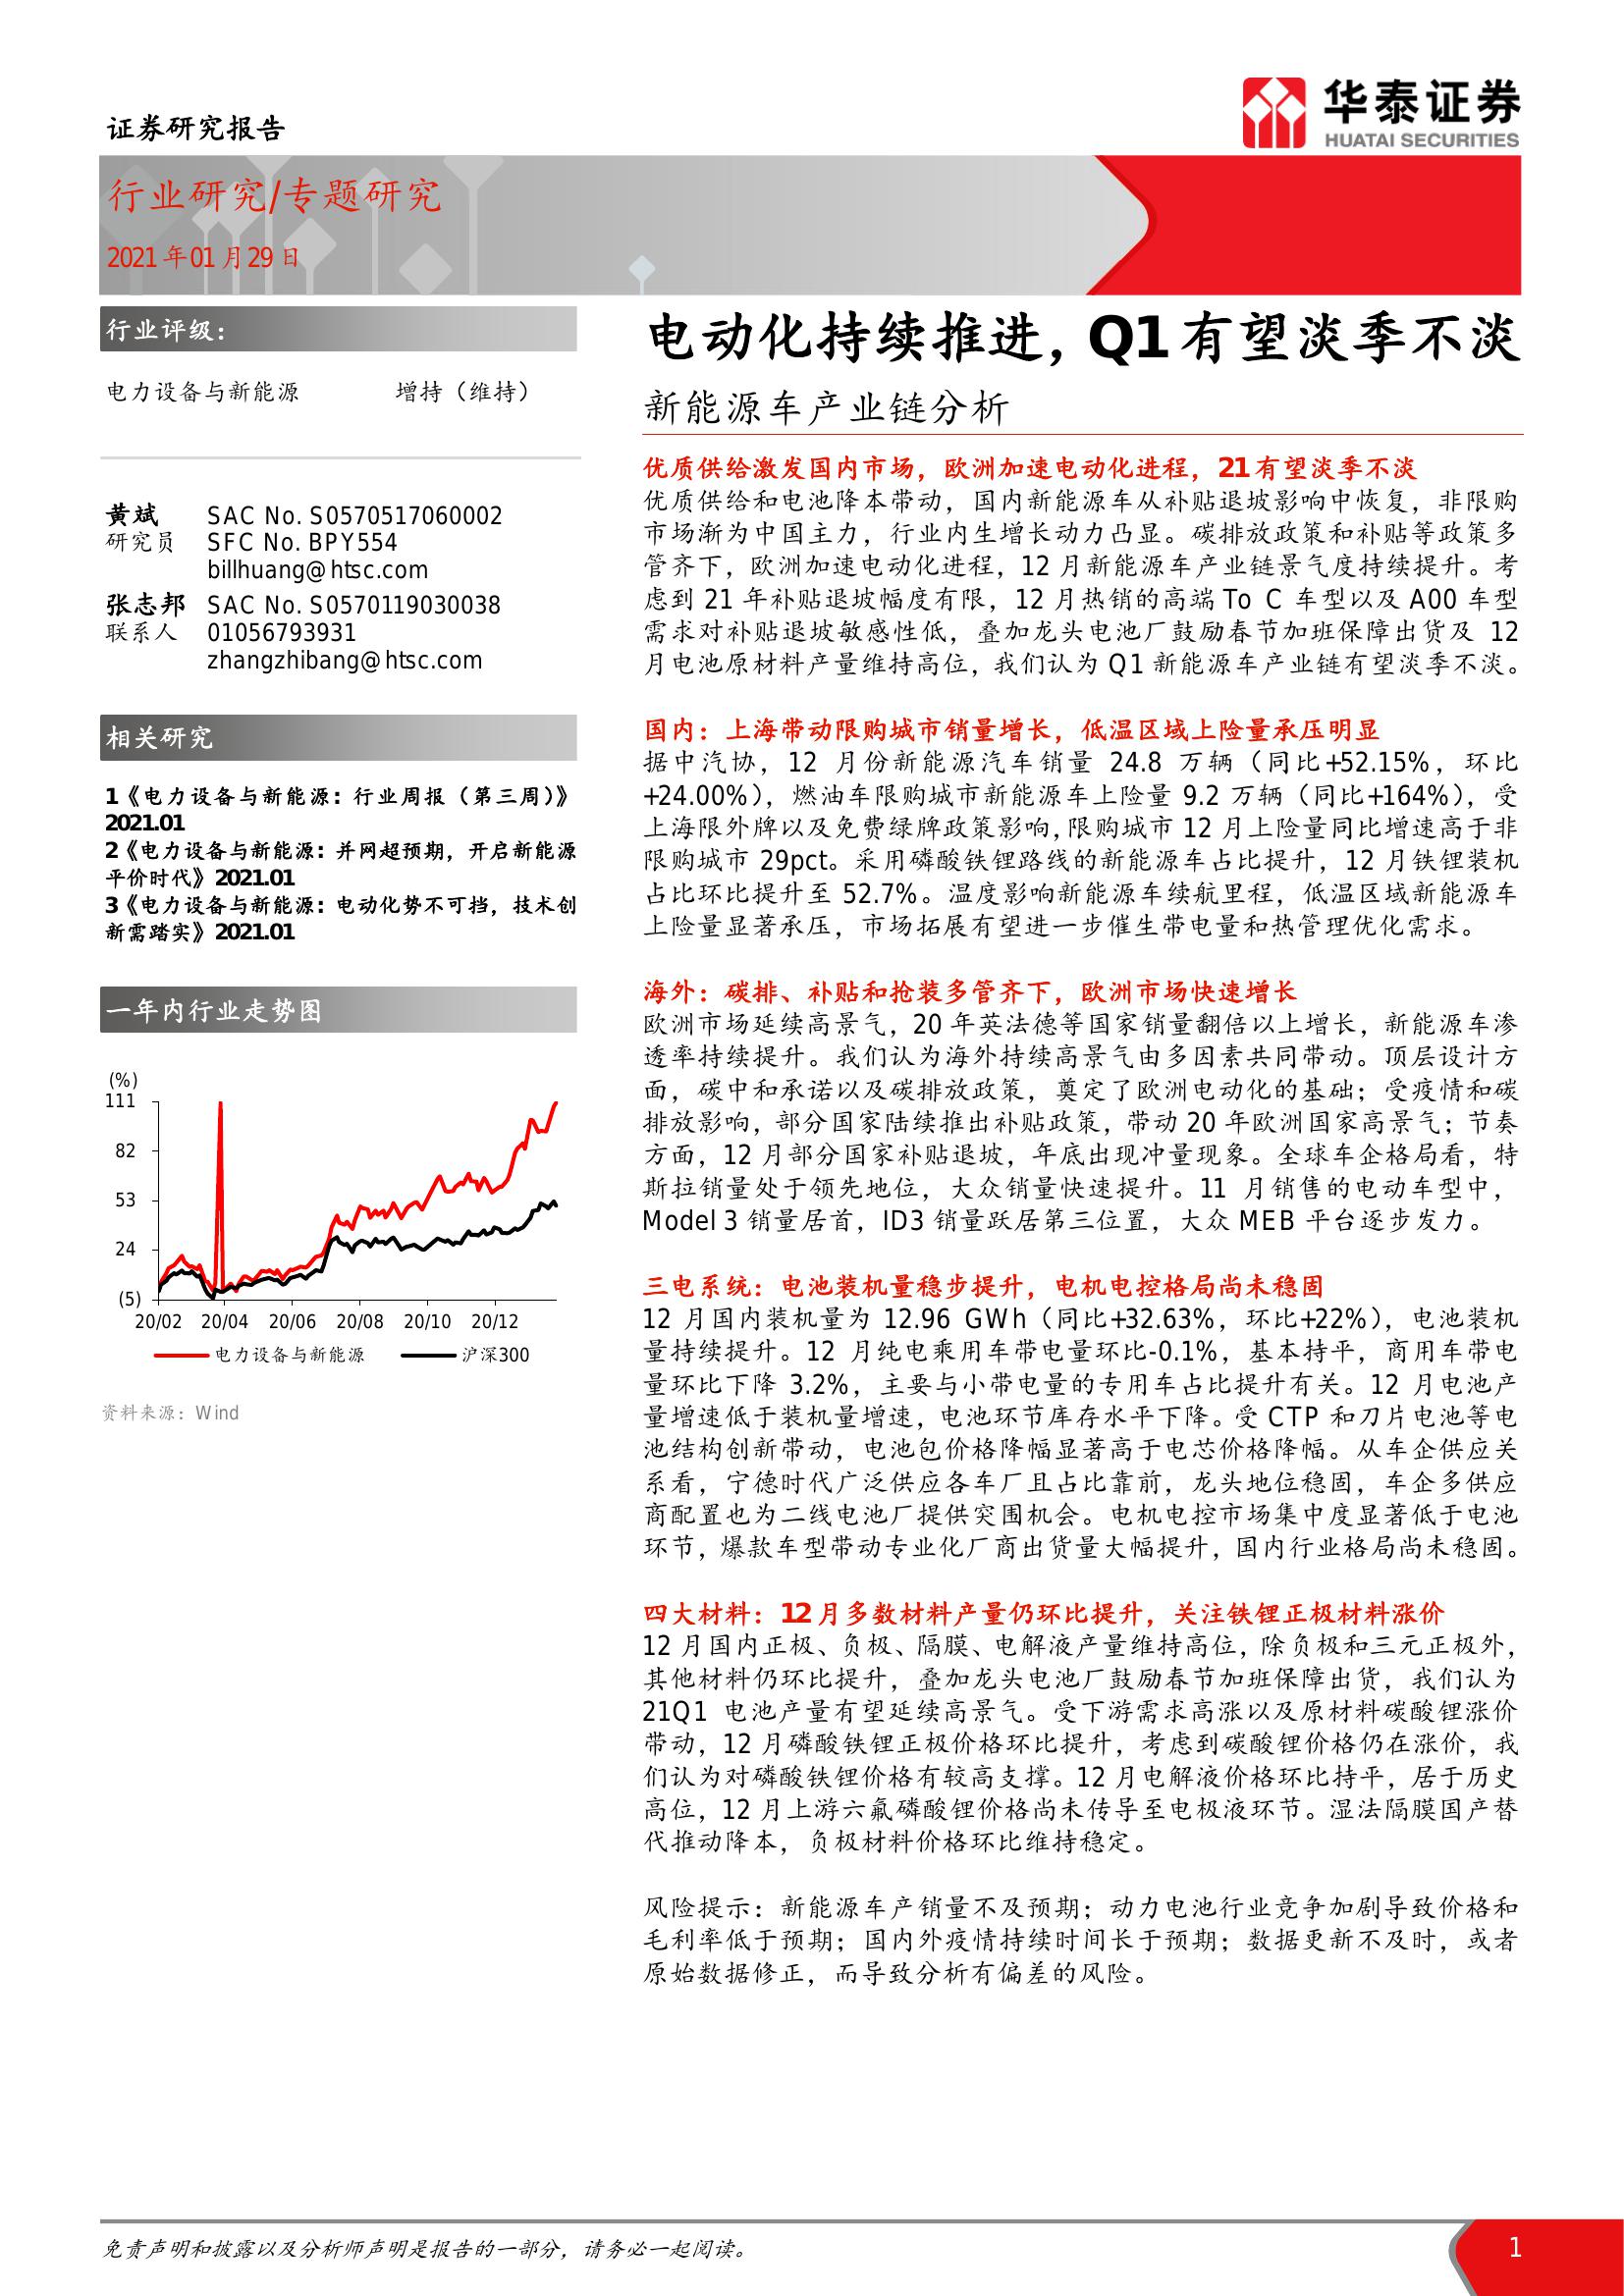 证券研究报告
华泰证券
HUATAI SECURITIES
行业研究/专题研究
2021年01月29日
行业评级：
电力设备与新能源 增持（维持）
黄斌 SAC No. S0570517060002
研究员 SFC No. BPY554
billhuang@htsc.com
张志邦 SAC No. S0570119030038
联系人 01056793931
zhangzhibang@htsc.com
相关研究
1《电力设备与新能源：行业周报（第三周）》
2021.01
2《电力设备与新能源：并网超预期，开启新能源
平价时代》2021.01
3《电力设备与新能源：电动化势不可挡，技术创
新需踏实》2021.01
一年内行业走势图
(%)
111
82
53
24
(5)
20/02 20/04 20/06 20/08 20/10 20/12
电力设备与新能源 沪深300
资料来源：Wind
电动化持续推进，Q1有望淡季不淡
新能源车产业链分析
优质供给激发国内市场，欧洲加速电动化进程，21有望淡季不淡
优质供给和电池降本带动，国内新能源车从补贴退坡影响中恢复，非限购
市场渐为中国主力，行业内生增长动力凸显。碳排放政策和补贴等政策多
管齐下，欧洲加速电动化进程，12月新能源车产业链景气度持续提升。考
虑到 21 年补贴退坡幅度有限，12 月热销的高端 To C 车型以及 A00 车型
需求对补贴退坡敏感性低，叠加龙头电池厂鼓励春节加班保障出货及 12
月电池原材料产量维持高位，我们认为 Q1 新能源车产业链有望淡季不淡。
国内：上海带动限购城市销量增长，低温区域上险量承压明显
据中汽协，12 月份新能源汽车销量 24.8 万辆（同比+52.15%，环比
+24.00%），燃油车限购城市新能源车上险量 9.2 万辆（同比+164%），受
上海限外牌以及免费绿牌政策影响，限购城市 12 月上险量同比增速高于非
限购城市 29pct。采用磷酸铁锂路线的新能源车占比提升，12 月铁锂装机
占比环比提升至 52.7%。温度影响新能源车续航里程，低温区域新能源车
上险量显著承压，市场拓展有望进一步催生带电量和热管理优化需求。
海外：碳排、补贴和抢装多管齐下，欧洲市场快速增长
欧洲市场延续高景气，20 年英法德等国家销量翻倍以上增长，新能源车渗
透率持续提升。我们认为海外持续高景气由多因素共同带动。顶层设计方
面，碳中和承诺以及碳排放政策，奠定了欧洲电动化的基础；受疫情和碳
排放影响，部分国家陆续推出补贴政策，带动 20 年欧洲国家高景气；节奏
方面，12 月部分国家补贴退坡，年底出现冲量现象。全球车企格局看，特
斯拉销量处于领先地位，大众销量快速提升。11 月销售的电动车型中，
Model 3 销量居首，ID3 销量跃居第三位置，大众 MEB 平台逐步发力。
三电系统：电池装机量稳步提升，电机电控格局尚未稳固
12 月国内装机量为 12.96 GWh（同比+32.63%，环比+22%），电池装机
量持续提升。12 月纯电乘用车带电量环比-0.1%，基本持平，商用车带电
量环比下降 3.2%，主要与小带电量的专用车占比提升有关。12 月电池产
量增速低于装机量增速，电池环节库存水平下降。受 CTP 和刀片电池等电
池结构创新带动，电池包价格降幅显著高于电芯价格降幅。从车企供应关
系看，宁德时代广泛供应各车厂且占比靠前，龙头地位稳固，车企多供应
商配置也为二线电池厂提供突围机会。电机电控市场集中度显著低于电池
环节，爆款车型带动专业化厂商出货量大幅提升，国内行业格局尚未稳固。
四大材料：12月多数材料产量仍环比提升，关注铁锂正极材料涨价
12 月国内正极、负极、隔膜、电解液产量维持高位，除负极和三元正极外，
其他材料仍环比提升，叠加龙头电池厂鼓励春节加班保障出货，我们认为
21Q1 电池产量有望延续高景气。受下游需求高涨以及原材料碳酸锂涨价
带动，12 月磷酸铁锂正极价格环比提升，考虑到碳酸锂价格仍在涨价，我
们认为对磷酸铁锂价格有较高支撑。12 月电解液价格环比持平，居于历史
高位，12 月上游六氟磷酸锂价格尚未传导至电极液环节。湿法隔膜国产替
代推动降本，负极材料价格环比维持稳定。
风险提示：新能源车产销量不及预期；动力电池行业竞争加剧导致价格和
毛利率低于预期；国内外疫情持续时间长于预期；数据更新不及时，或者
原始数据修正，而导致分析有偏差的风险。
免责声明和披露以及分析师声明是报告的一部分，请务必一起阅读。 1